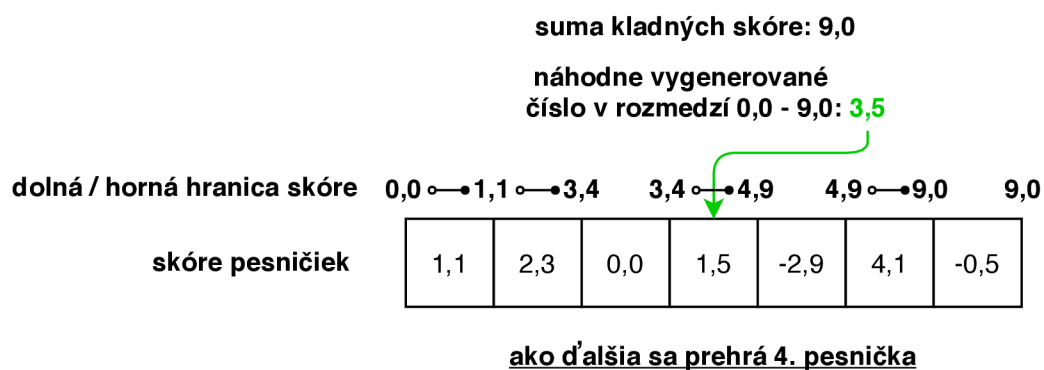 suma kladných skóre: 9,0
náhodne vygenerované
číslo v rozmedzí 0,0 - 9,0: 3,5
dolná / horná hranica skóre 0,0 1,1 3,4 3,4 4,9 4,9 9,0 9,0
skóre pesničiek 1,1 2,3 0,0 1,5 -2,9 4,1 -0,5
ako ďalšia sa prehrá 4. pesnička